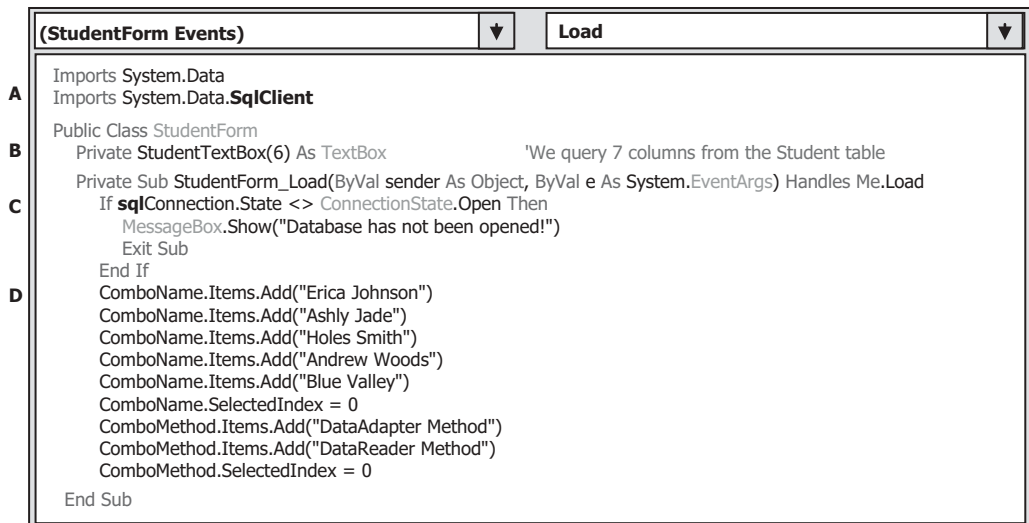 (StudentForm Events) Load
Imports System.Data
A Imports System.Data.SqlClient
Public Class StudentForm
B Private StudentTextBox(6) As TextBox 'We query 7 columns from the Student table
Private Sub StudentForm_Load(ByVal sender As Object, ByVal e As System.EventArgs) Handles Me.Load
C If sqlConnection.State <> ConnectionState.Open Then
MessageBox.Show("Database has not been opened!")
Exit Sub
End If
D ComboName.Items.Add("Erica Johnson")
ComboName.Items.Add("Ashly Jade")
ComboName.Items.Add("Holes Smith")
ComboName.Items.Add("Andrew Woods")
ComboName.Items.Add("Blue Valley")
ComboName.SelectedIndex = 0
ComboMethod.Items.Add("DataAdapter Method")
ComboMethod.Items.Add("DataReader Method")
ComboMethod.SelectedIndex = 0
End Sub